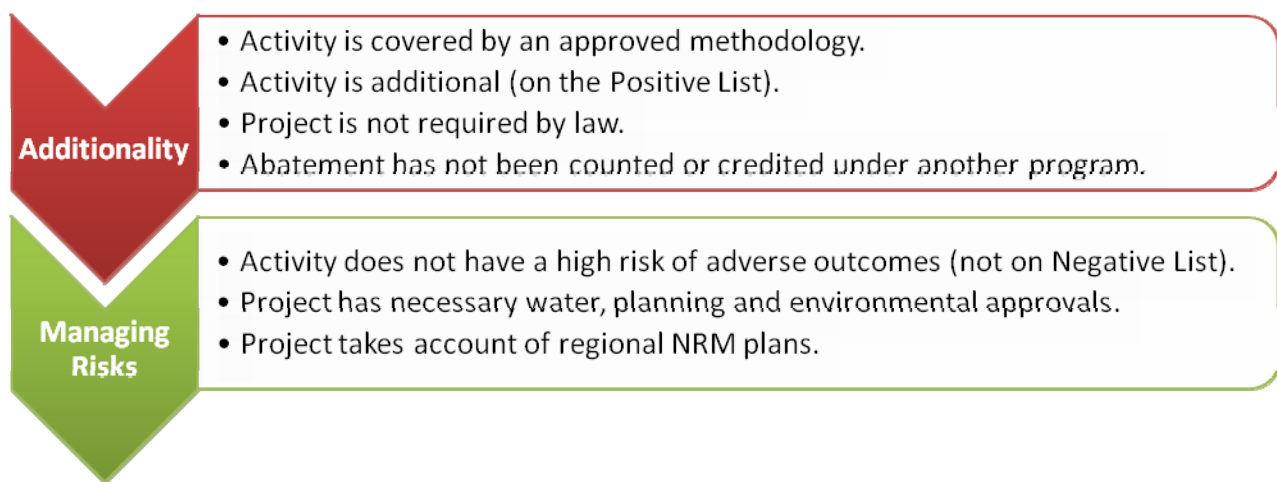 Additionality
• Activity is covered by an approved methodology.
• Activity is additional (on the Positive List).
• Project is not required by law.
• Abatement has not been counted or credited under another program.
Managing
Risks
• Activity does not have a high risk of adverse outcomes (not on Negative List).
• Project has necessary water, planning and environmental approvals.
• Project takes account of regional NRM plans.